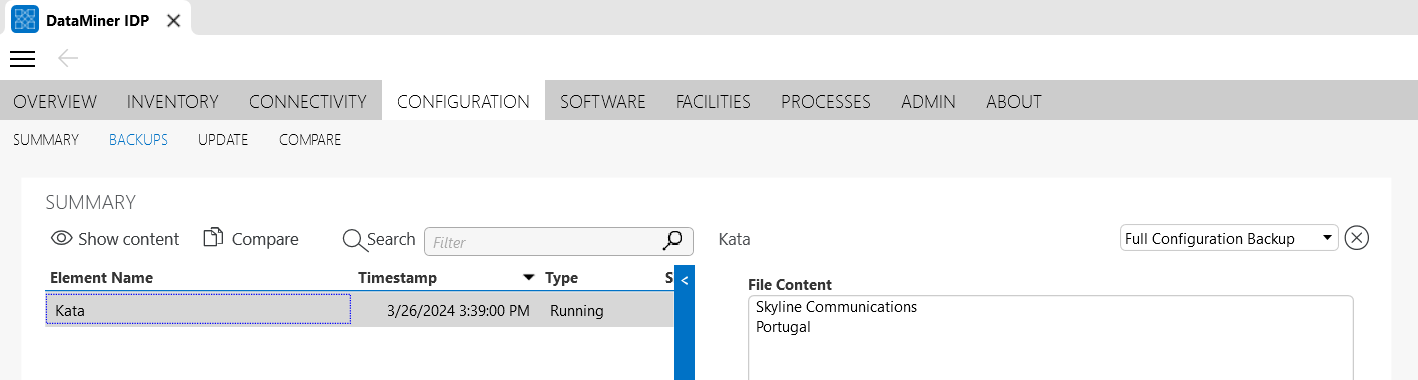 DataMiner IDP
OVERVIEW INVENTORY CONNECTIVITY CONFIGURATION SOFTWARE FACILITIES PROCESSES ADMIN ABOUT
SUMMARY BACKUPS UPDATE COMPARE
SUMMARY
Show content Compare Search Filter Kata Full Configuration Backup
Element Name Timestamp Type S <
File Content
Kata 3/26/2024 3:39:00 PM Running
Skyline Communications
Portugal